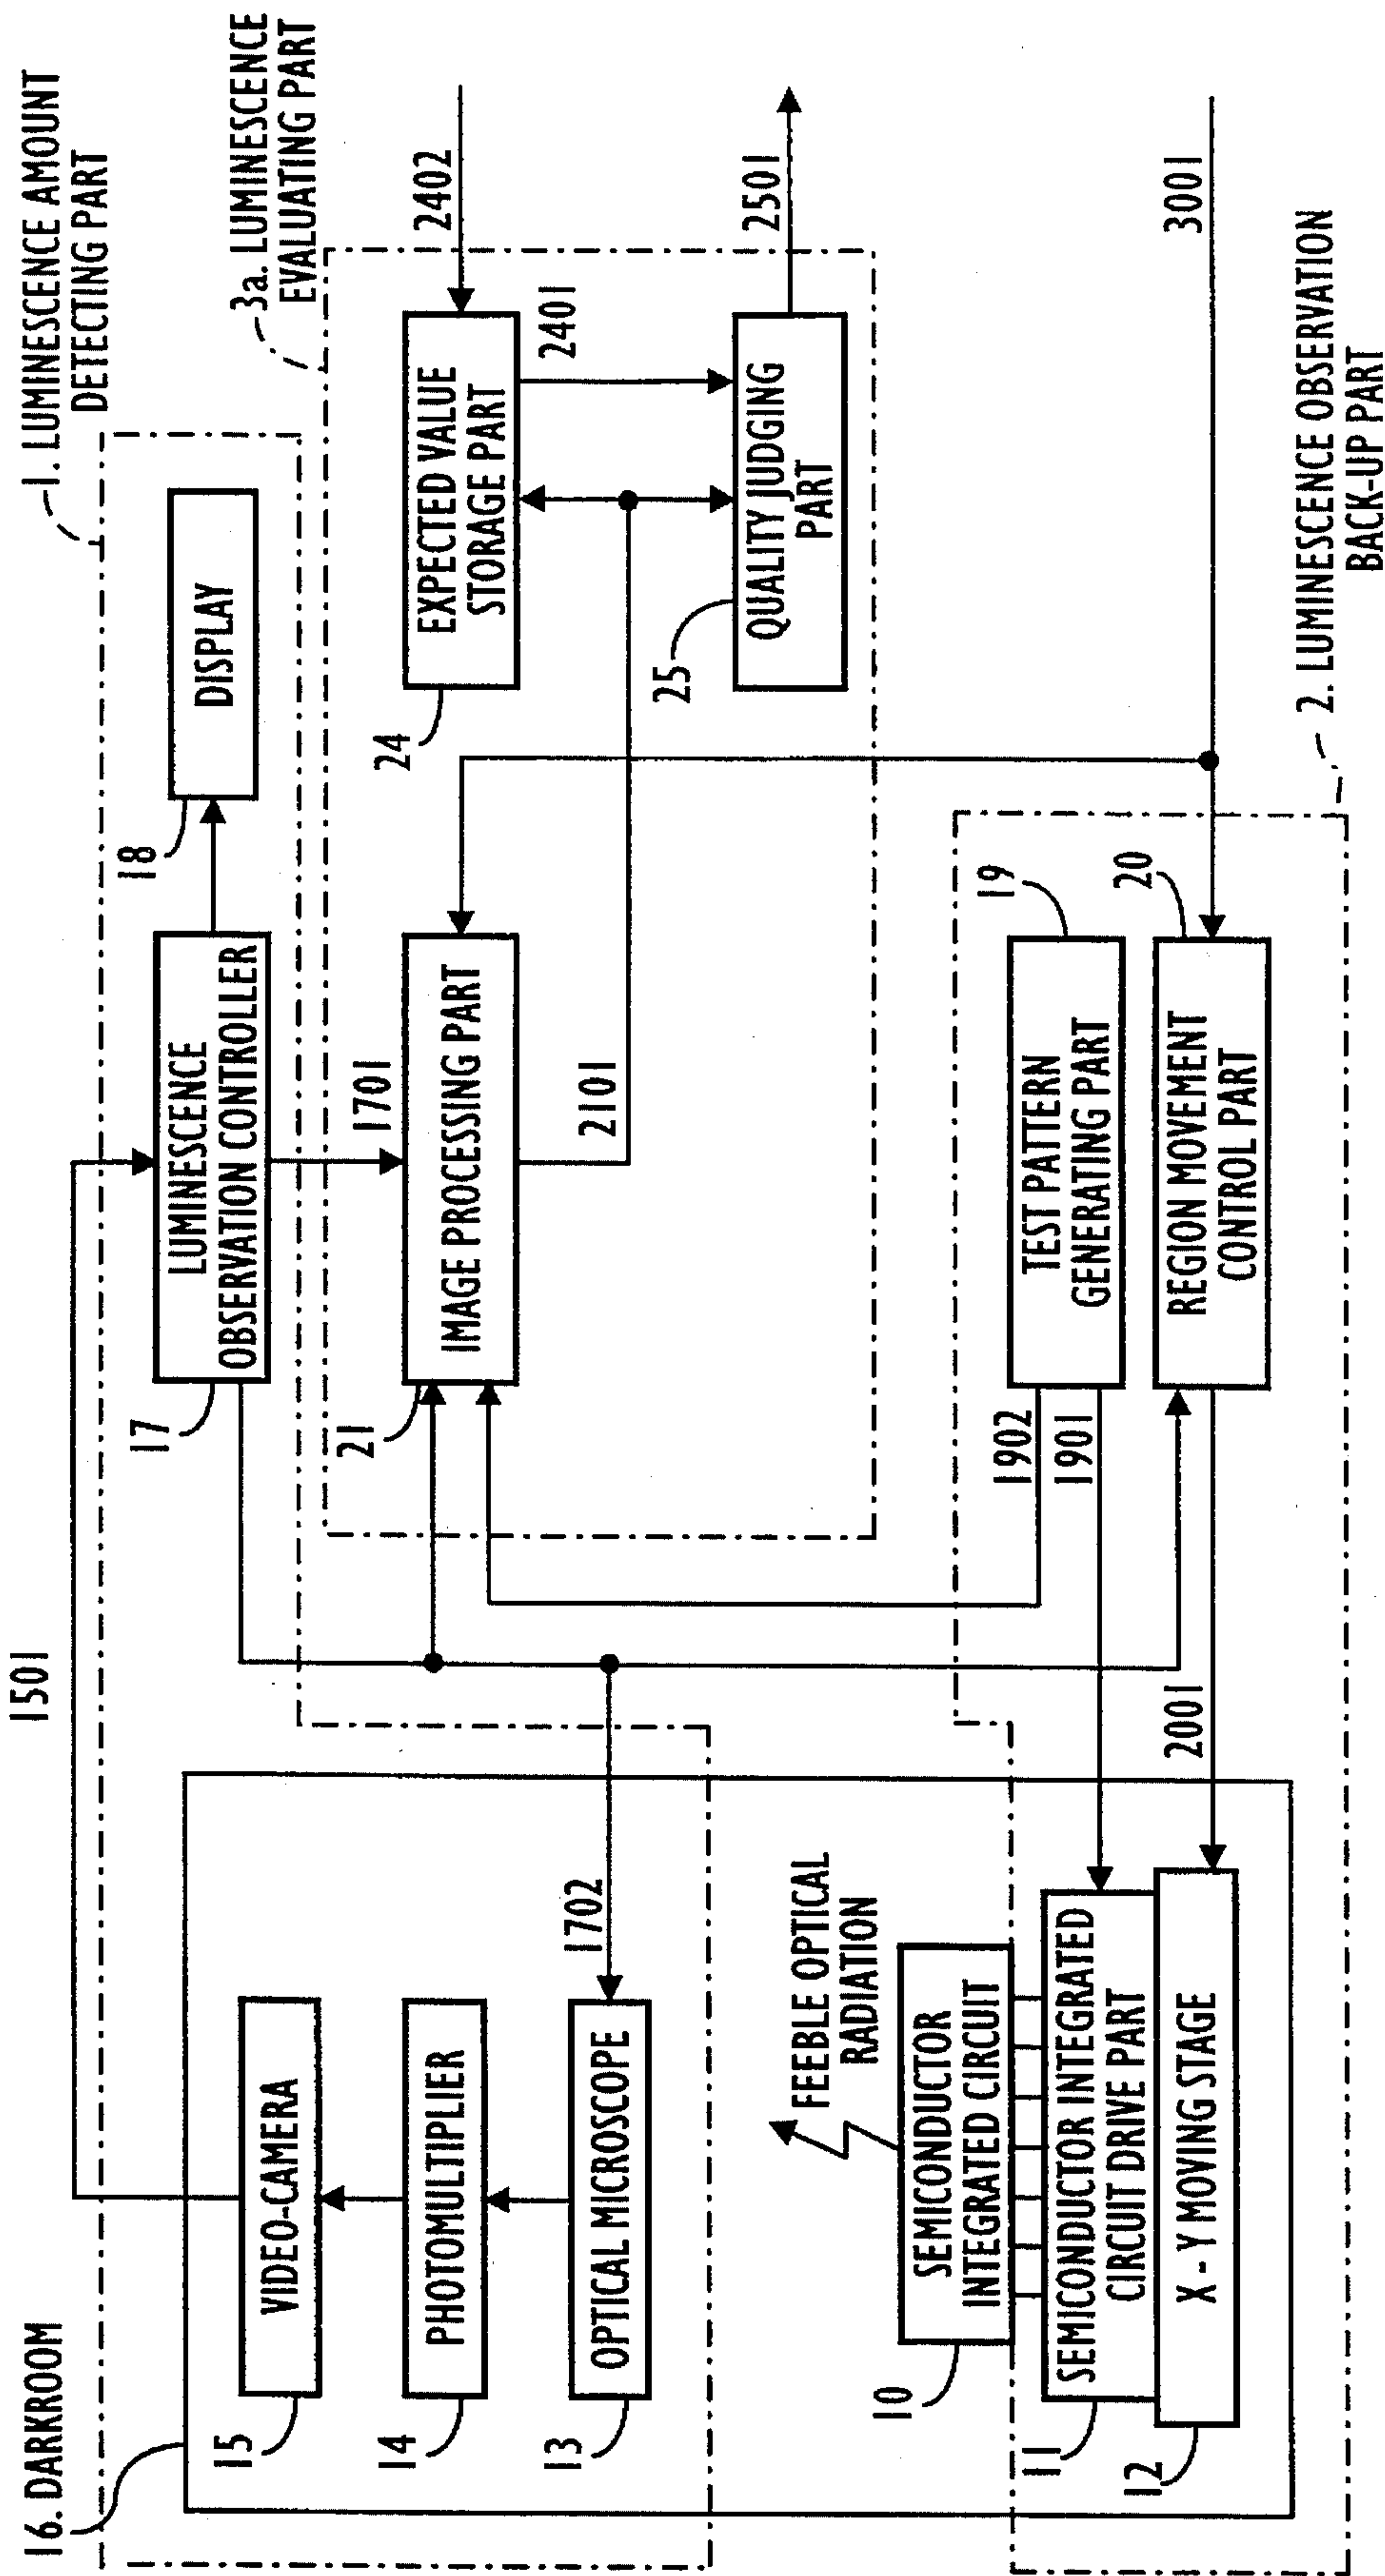 16. DARKROOM
1501
1. LUMINESCENCE AMOUNT
DETECTING PART
15
VIDEO-CAMERA
14
PHOTOMULTIPLIER
13
OPTICAL MICROSCOPE
1702
17
LUMINESCENCE
OBSERVATION CONTROLLER
18
DISPLAY
3a. LUMINESCENCE
EVALUATING PART
1701
21
IMAGE PROCESSING PART
2101
24
EXPECTED VALUE
STORAGE PART
2402
2401
25
QUALITY JUDGING
PART
2501
FEEBLE OPTICAL
RADIATION
10
SEMICONDUCTOR
INTEGRATED CIRCUIT
11
SEMICONDUCTOR INTEGRATED
CIRCUIT DRIVE PART
12
X - Y MOVING STAGE
1902
1901
2001
19
TEST PATTERN
GENERATING PART
20
REGION MOVEMENT
CONTROL PART
3001
2. LUMINESCENCE OBSERVATION
BACK-UP PART